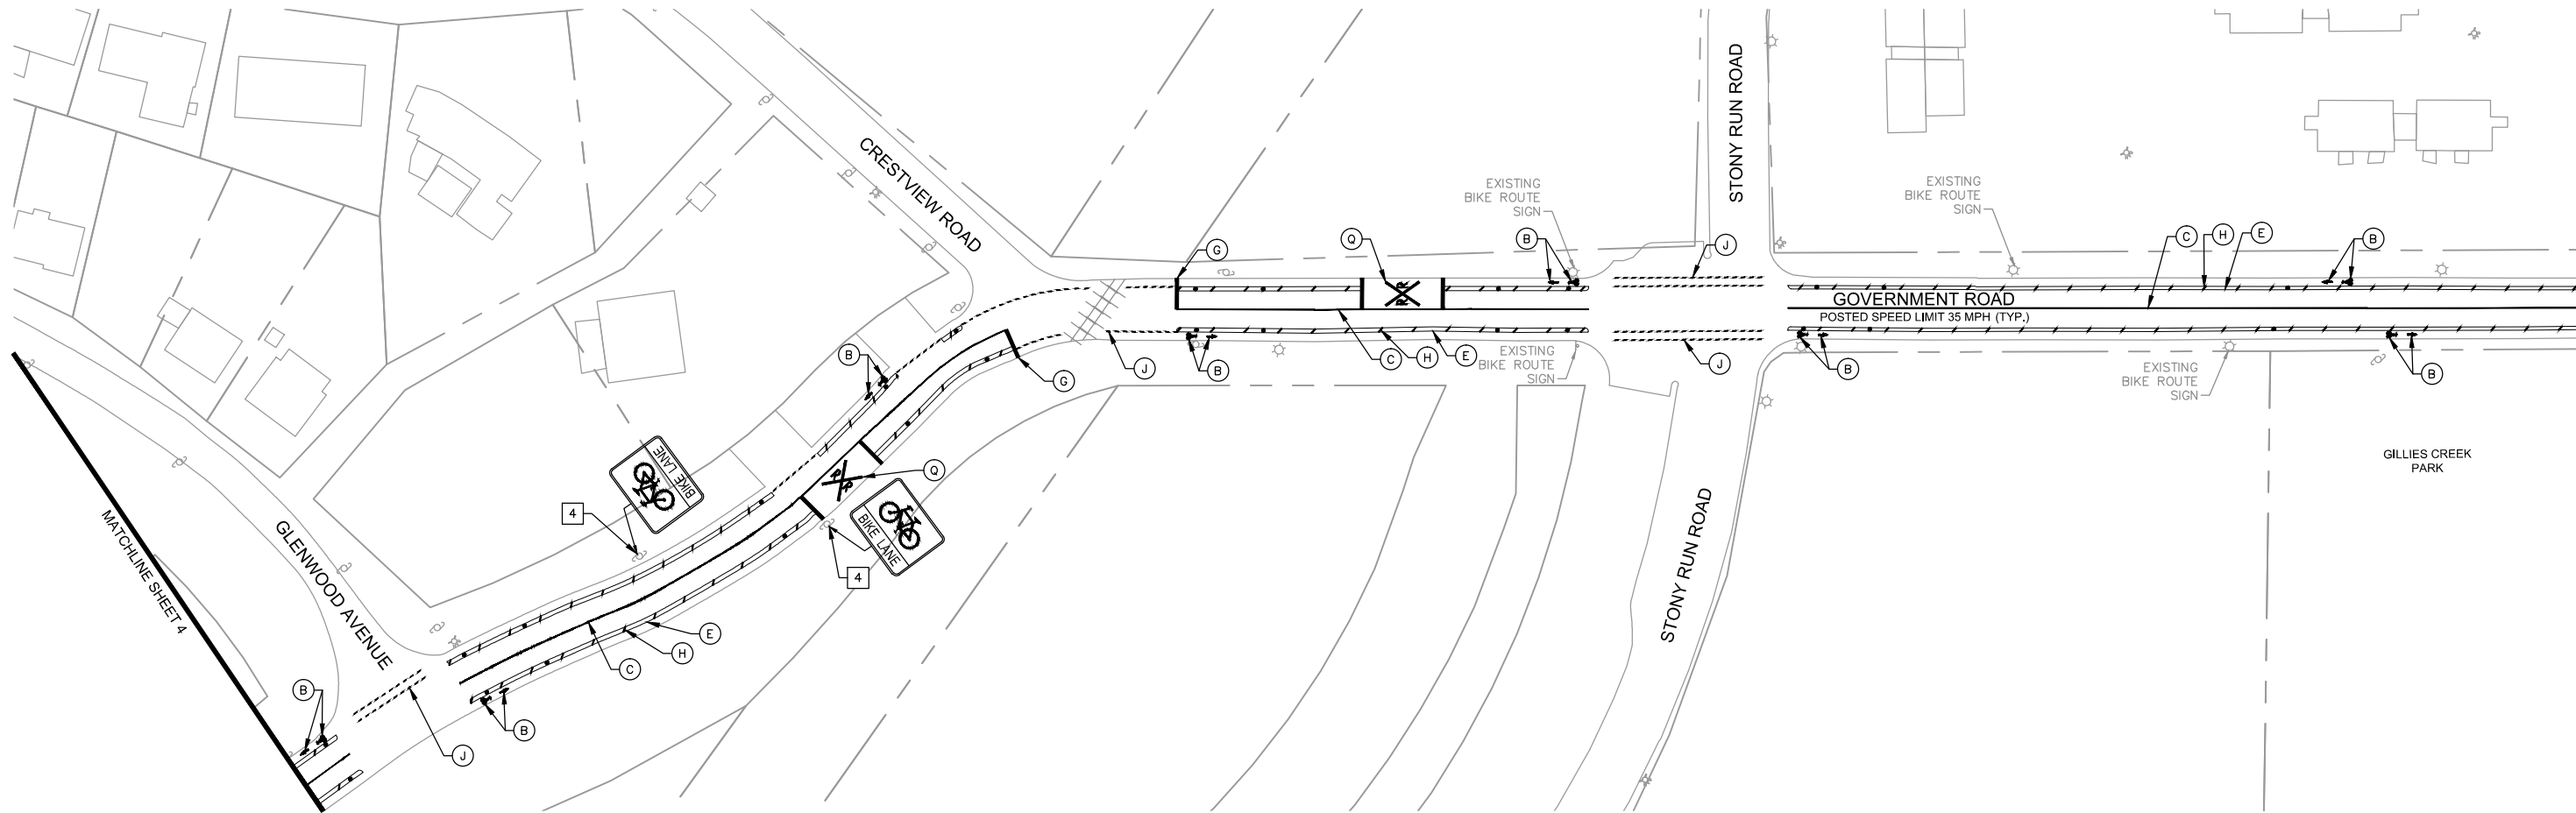 CRESTVIEW ROAD
STONY RUN ROAD
EXISTING
BIKE ROUTE
SIGN
EXISTING
BIKE ROUTE
SIGN
G
Q
B
J
C
H
E
B
RXR
GOVERNMENT ROAD
POSTED SPEED LIMIT 35 MPH (TYP.)
B
G
J
B
C
H
E
EXISTING
BIKE ROUTE
SIGN
J
B
EXISTING
BIKE ROUTE
SIGN
B
GILLIES CREEK
PARK
BIKE LANE
4
RXR
Q
BIKE LANE
4
MATCHLINE SHEET 4
GLENWOOD AVENUE
STONY RUN ROAD
E
H
C
B
B
J